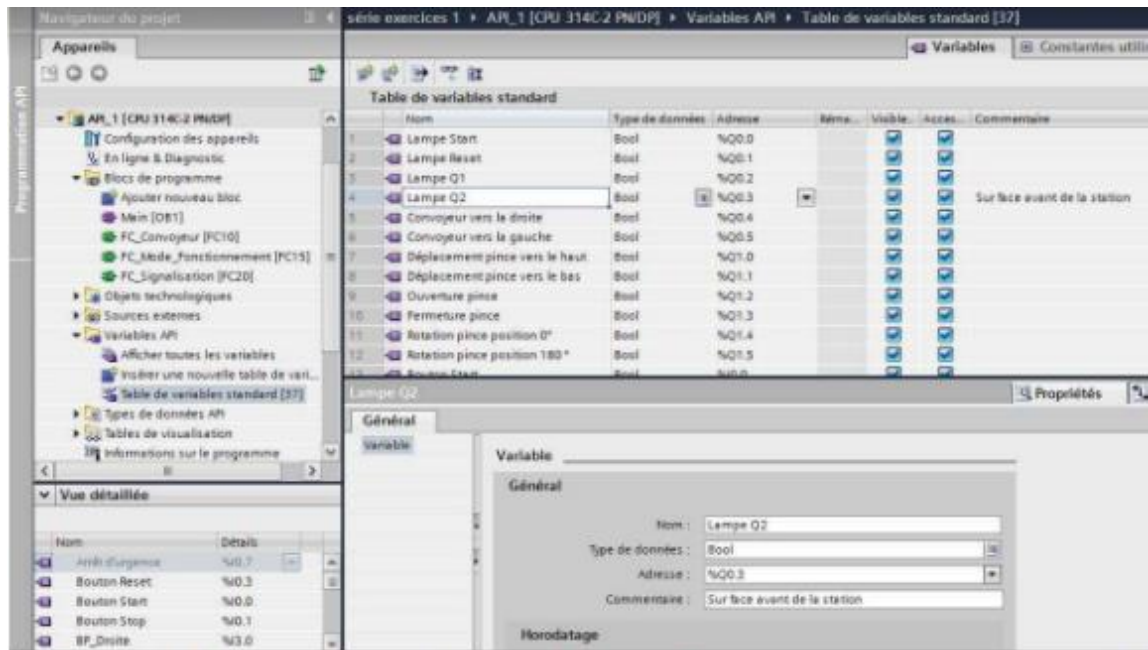 Navigateur du projet
série exercices 1 ▸ API_1 [CPU 314C-2 PN/DP] ▸ Variables API ▸ Table de variables standard [37]
Programmation API
Appareils
Variables
Constantes utili
API_1 [CPU 314C-2 PN/DP]
Configuration des appareils
En ligne & Diagnostic
Blocs de programme
Ajouter nouveau bloc
Main [OB1]
FC_Convoyeur [FC10]
FC_Mode_Fonctionnement [FC15]
FC_Signalisation [FC20]
Objets technologiques
Sources externes
Variables API
Afficher toutes les variables
Insérer une nouvelle table de vari...
Table de variables standard [37]
Types de données API
Tables de visualisation
Informations sur le programme
Table de variables standard
Nom Type de données Adresse Réma... Visible.. Acces... Commentaire
1 Lampe Start Bool %Q0.0
2 Lampe Reset Bool %Q0.1
3 Lampe Q1 Bool %Q0.2
4 Lampe Q2 Bool %Q0.3 Sur face avant de la station
5 Convoyeur vers la droite Bool %Q0.4
6 Convoyeur vers la gauche Bool %Q0.5
7 Déplacement pince vers le haut Bool %Q1.0
8 Déplacement pince vers le bas Bool %Q1.1
9 Ouverture pince Bool %Q1.2
10 Fermeture pince Bool %Q1.3
11 Rotation pince position 0° Bool %Q1.4
12 Rotation pince position 180 ° Bool %Q1.5
13 Bouton Start Bool %I0.0
Vue détaillée
Nom Détails
Arrêt d'urgence %I0.7
Bouton Reset %I0.3
Bouton Start %I0.0
Bouton Stop %I0.1
BP_Droite %I3.0
Lampe Q2
Propriétés
Général
Variable
Variable
Général
Nom : Lampe Q2
Type de données : Bool
Adresse : %Q0.3
Commentaire : Sur face avant de la station
Horodatage